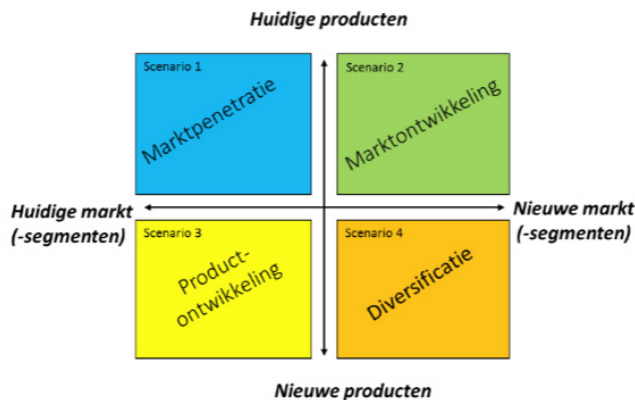 Huidige producten
Scenario 1
Marktpenetratie
Scenario 2
Marktontwikkeling
Huidige markt
(-segmenten)
Nieuwe markt
(-segmenten)
Scenario 3
Product-
ontwikkeling
Scenario 4
Diversificatie
Nieuwe producten